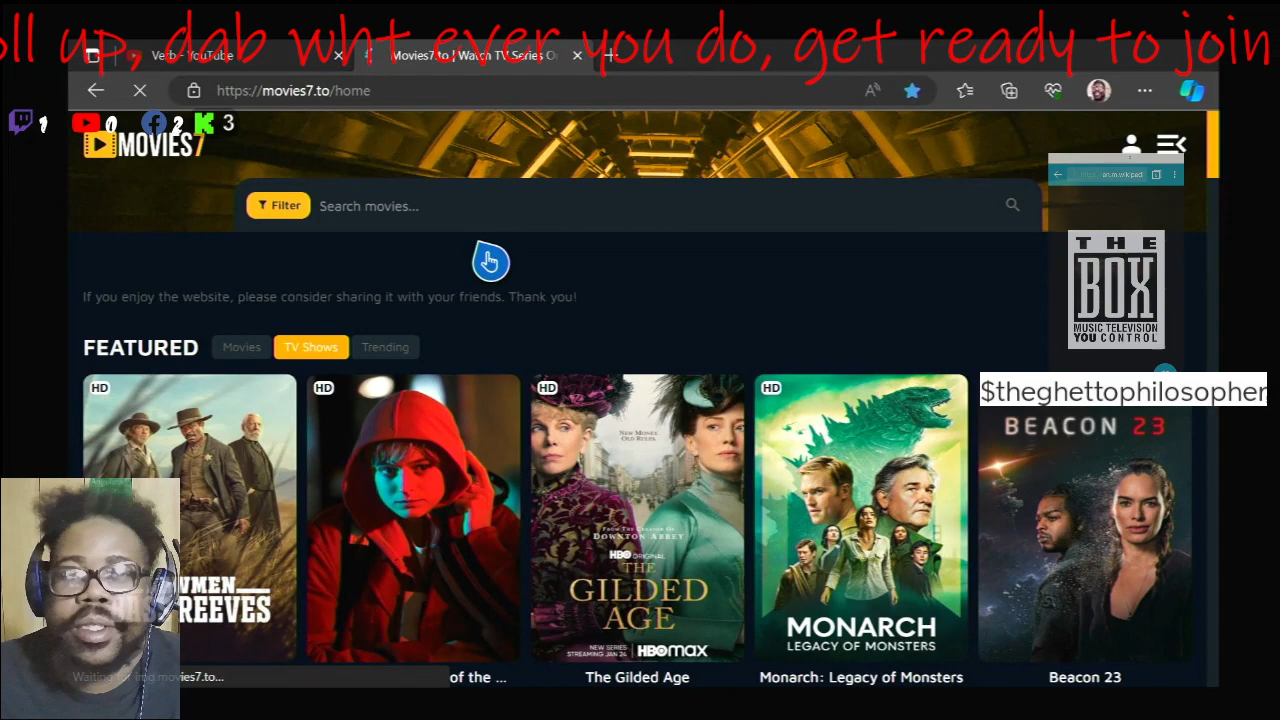 oll up, dab wht ever you do, get ready to join
Verb - YouTube
Movies7.to | Watch TV Series O
https://movies7.to/home
1
0
2
3
MOVIES7
Filter
Search movies...
If you enjoy the website, please consider sharing it with your friends. Thank you!
THE
BOX
MUSIC TELEVISION
YOU CONTROL
FEATURED
Movies
TV Shows
Trending
$theghettophilosopher
HD
HD
HD
HD
NEW MONEY.
OLD RULES.
BEACON 23
FROM THE CREATOR OF
DOWNTON ABBEY
HBO ORIGINAL
THE
GILDED
AGE
NEW SERIES
STREAMING JAN 24
HBOMAX
MONARCH
LEGACY OF MONSTERS
WMEN
REEVES
Waiting for img.movies7.to...
of the ...
The Gilded Age
Monarch: Legacy of Monsters
Beacon 23